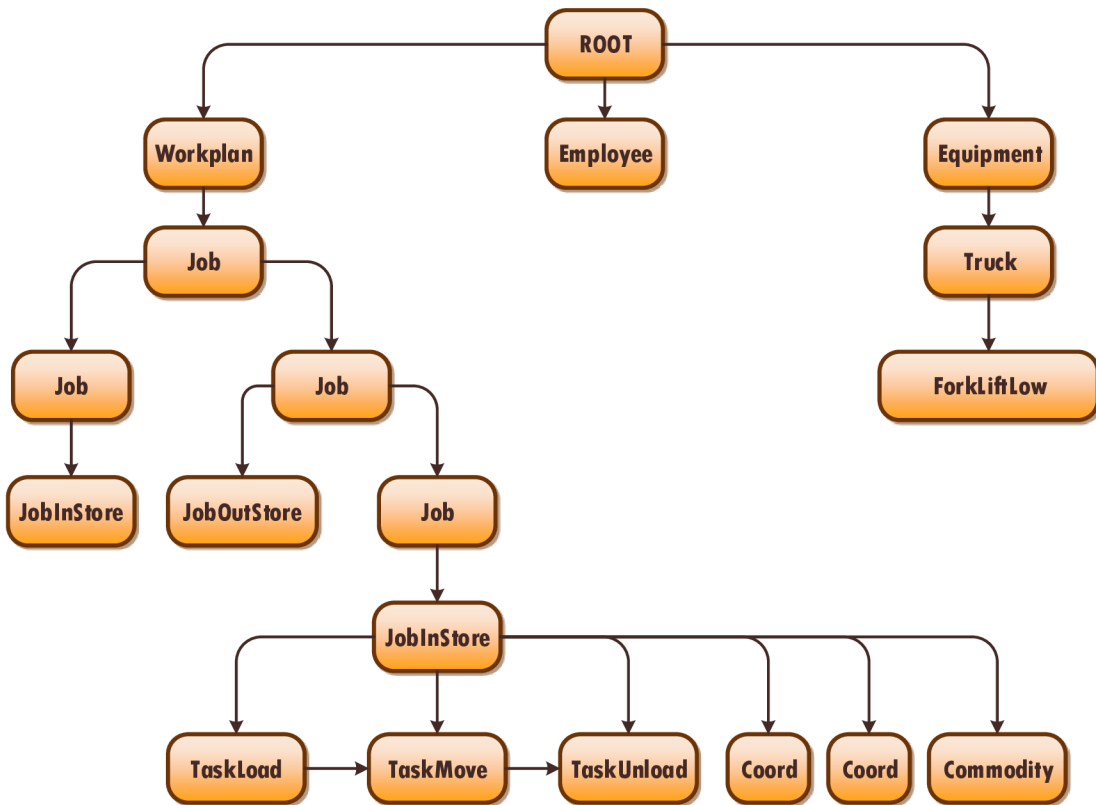 ROOT
Workplan
Employee
Equipment
Job
Truck
Job
Job
ForkLiftLow
JobInStore
JobOutStore
Job
JobInStore
TaskLoad
TaskMove
TaskUnload
Coord
Coord
Commodity